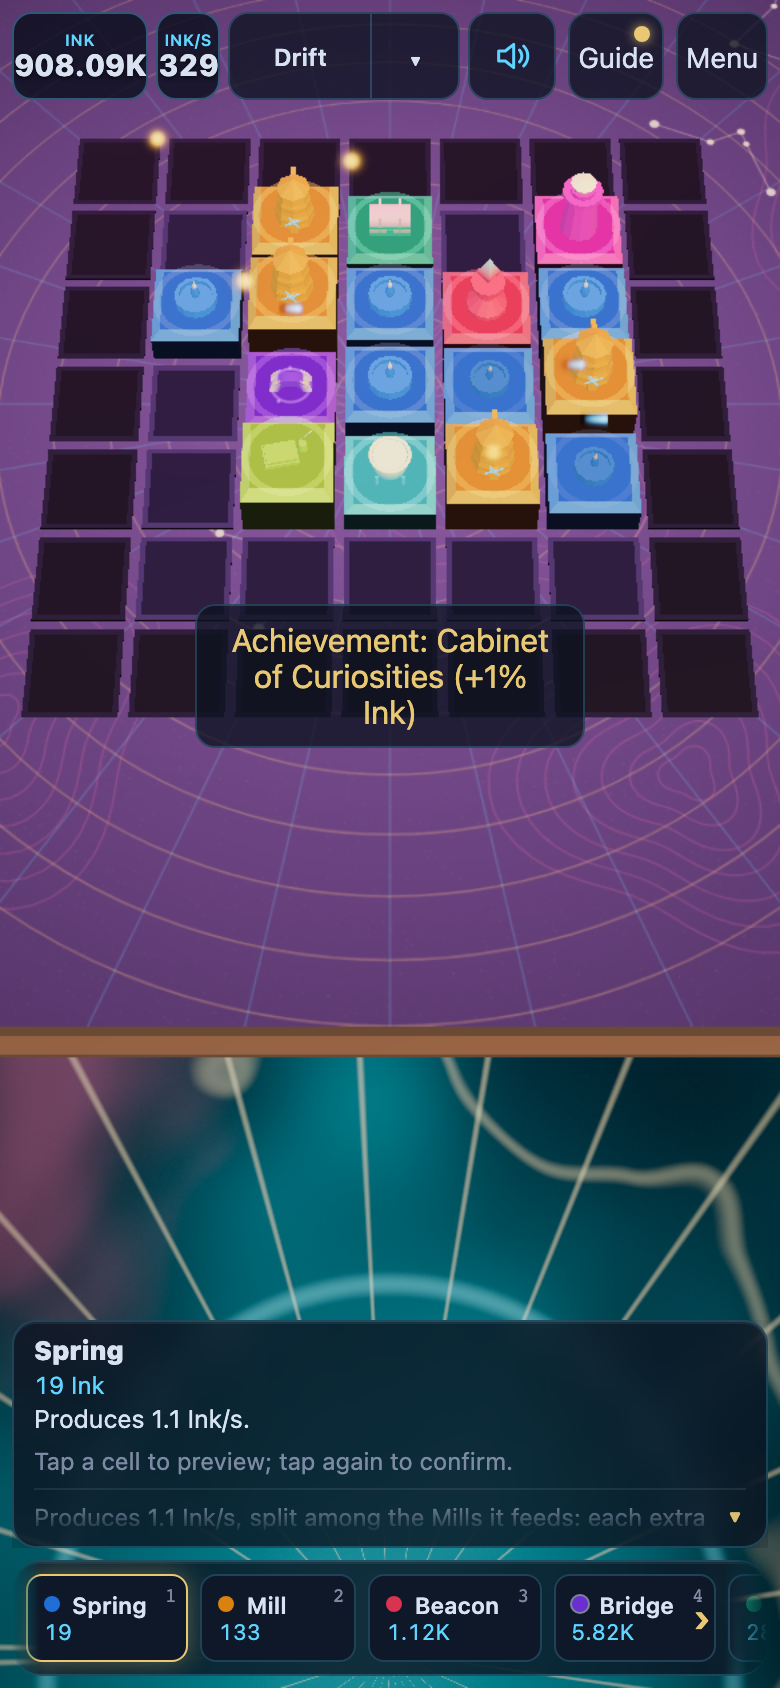 INK
908.09K
INK/S
329
Drift
Guide
Menu
Achievement: Cabinet
of Curiosities (+1%
Ink)
Spring
19 Ink
Produces 1.1 Ink/s.
Tap a cell to preview; tap again to confirm.
Produces 1.1 Ink/s, split among the Mills it feeds: each extra
Spring 1
19
Mill 2
133
Beacon 3
1.12K
Bridge 4
5.82K